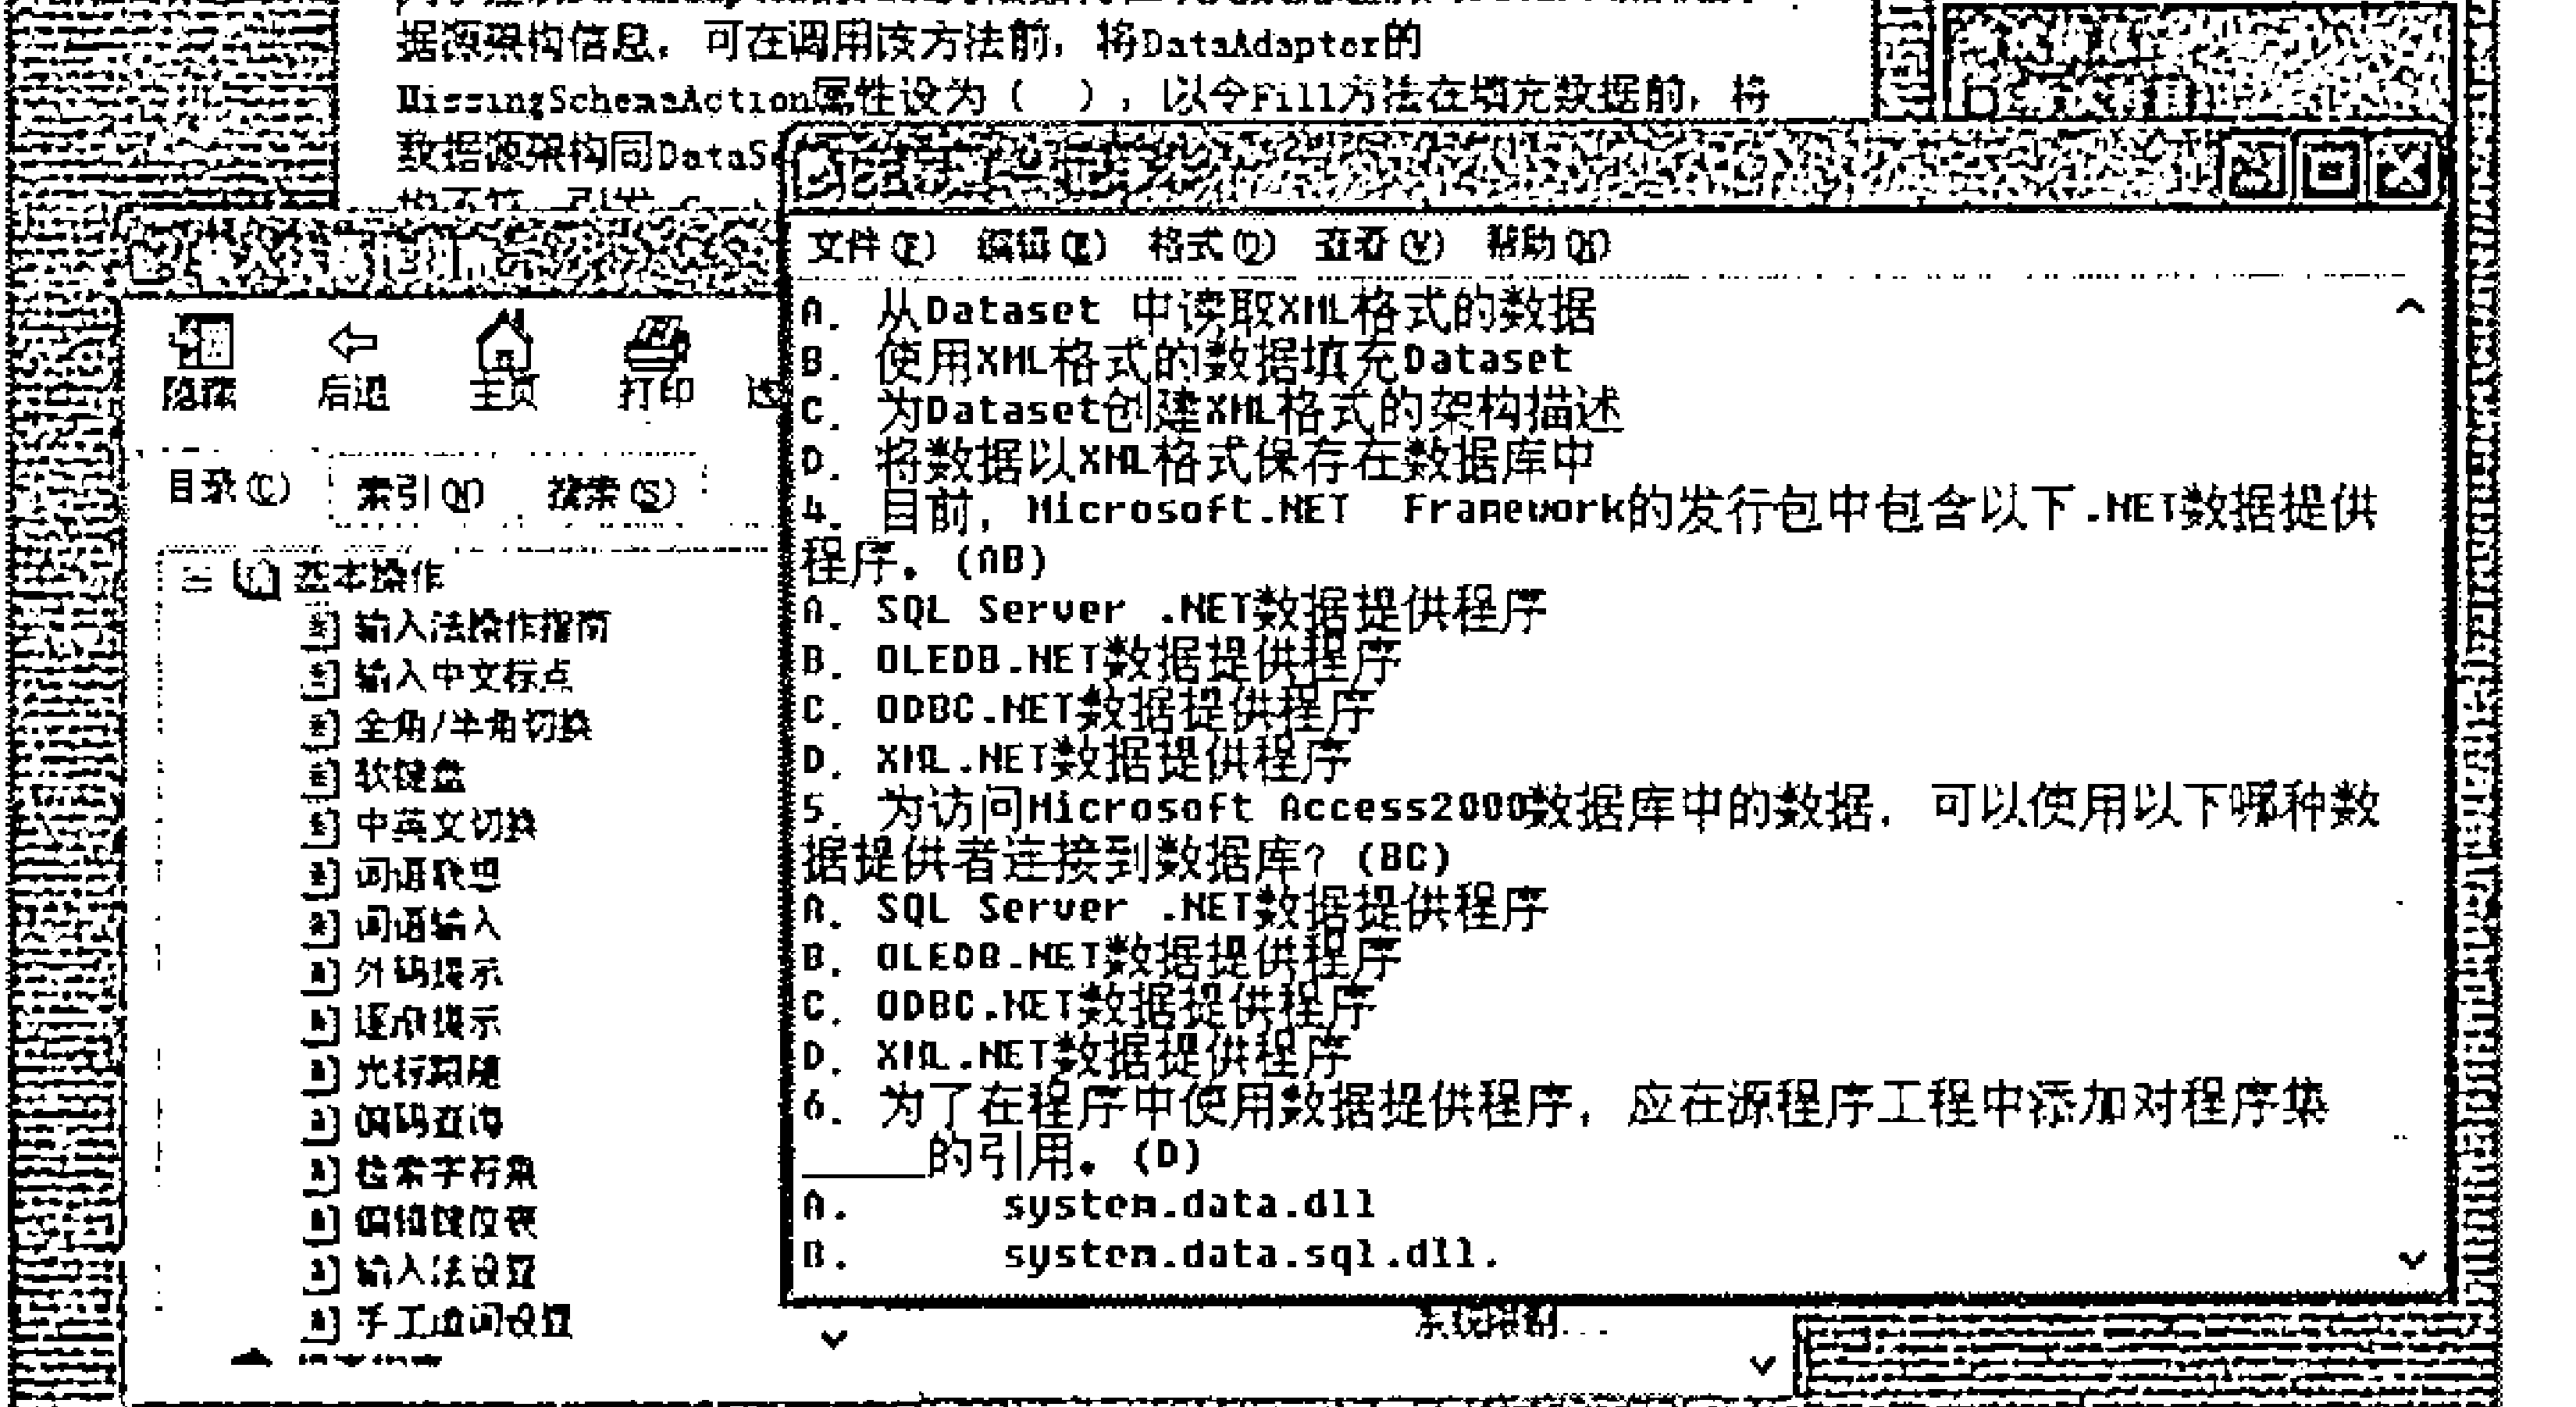 据源架构信息，可在调用该方法前，将DataAdaptor的
MissingSchemaAction属性设为（ ），以令Fill方法在填充数据前，将
数据源架构同DataS
文件(F) 编辑(E) 格式(O) 查看(V) 帮助(H)
A. 从Dataset 中读取XML格式的数据
B. 使用XML格式的数据填充Dataset
C. 为Dataset创建XML格式的架构描述
D. 将数据以XML格式保存在数据库中
4. 目前，Microsoft.NET Framework的发行包中包含以下.NET数据提供
程序。(AB)
A. SQL Server .NET数据提供程序
B. OLEDB.NET数据提供程序
C. ODBC.NET数据提供程序
D. XML.NET数据提供程序
5. 为访问Microsoft Access2000数据库中的数据，可以使用以下哪种数
据提供者连接到数据库? (BC)
A. SQL Server .NET数据提供程序
B. OLEDB.NET数据提供程序
C. ODBC.NET数据提供程序
D. XML.NET数据提供程序
6. 为了在程序中使用数据提供程序，应在源程序工程中添加对程序集
_____的引用。(D)
A. system.data.dll
B. system.data.sql.dll.
隐藏 后退 主页 打印
目录(C) 索引(N) 搜索(S)
基本操作
输入法操作指南
输入中文标点
全角/半角切换
软键盘
中英文切换
词语联想
词语输入
外码提示
逐渐提示
光标跟随
编码查询
检索字符集
编辑键位表
输入法设置
手工造词设置